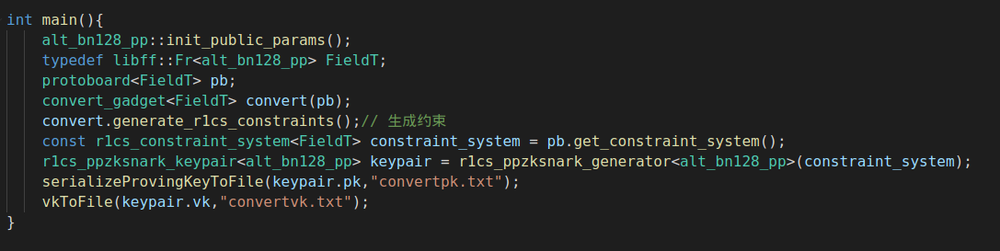 int main(){
    alt_bn128_pp::init_public_params();
    typedef libff::Fr<alt_bn128_pp> FieldT;
    protoboard<FieldT> pb;
    convert_gadget<FieldT> convert(pb);
    convert.generate_r1cs_constraints();// 生成约束
    const r1cs_constraint_system<FieldT> constraint_system = pb.get_constraint_system();
    r1cs_ppzksnark_keypair<alt_bn128_pp> keypair = r1cs_ppzksnark_generator<alt_bn128_pp>(constraint_system);
    serializeProvingKeyToFile(keypair.pk,"convertpk.txt");
    vkToFile(keypair.vk,"convertvk.txt");
}